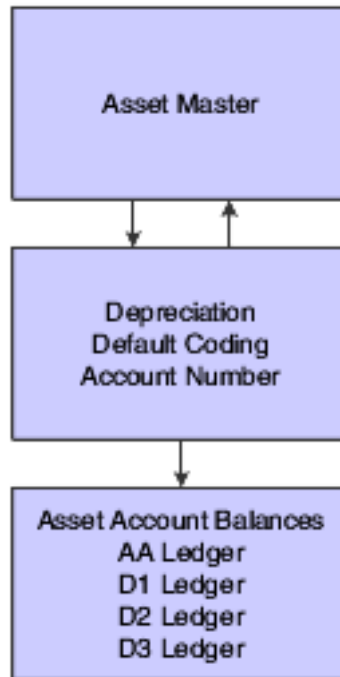 Asset Master
Depreciation
Default Coding
Account Number
Asset Account Balances
AA Ledger
D1 Ledger
D2 Ledger
D3 Ledger